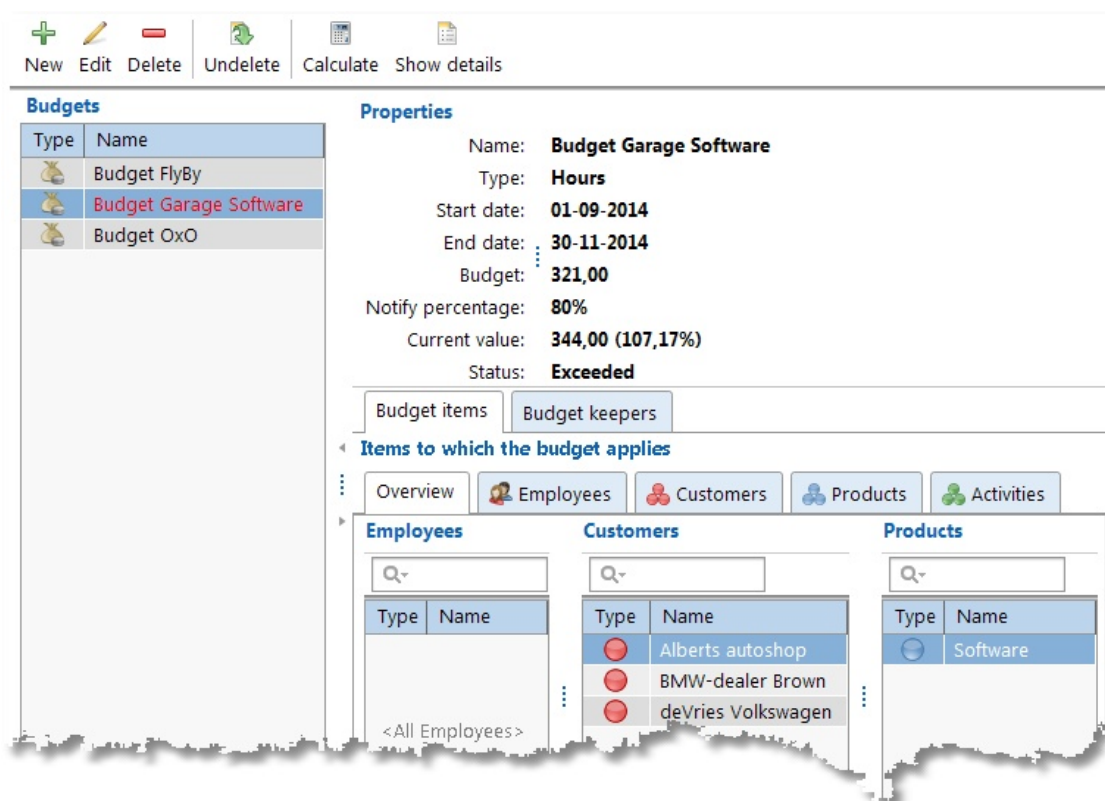 New Edit Delete Undelete Calculate Show details
Budgets
Type Name
Budget FlyBy
Budget Garage Software
Budget OxO
Properties
Name: Budget Garage Software
Type: Hours
Start date: 01-09-2014
End date: 30-11-2014
Budget: 321,00
Notify percentage: 80%
Current value: 344,00 (107,17%)
Status: Exceeded
Budget items Budget keepers
Items to which the budget applies
Overview Employees Customers Products Activities
Employees
Type Name
<All Employees>
Customers
Type Name
Alberts autoshop
BMW-dealer Brown
deVries Volkswagen
Products
Type Name
Software